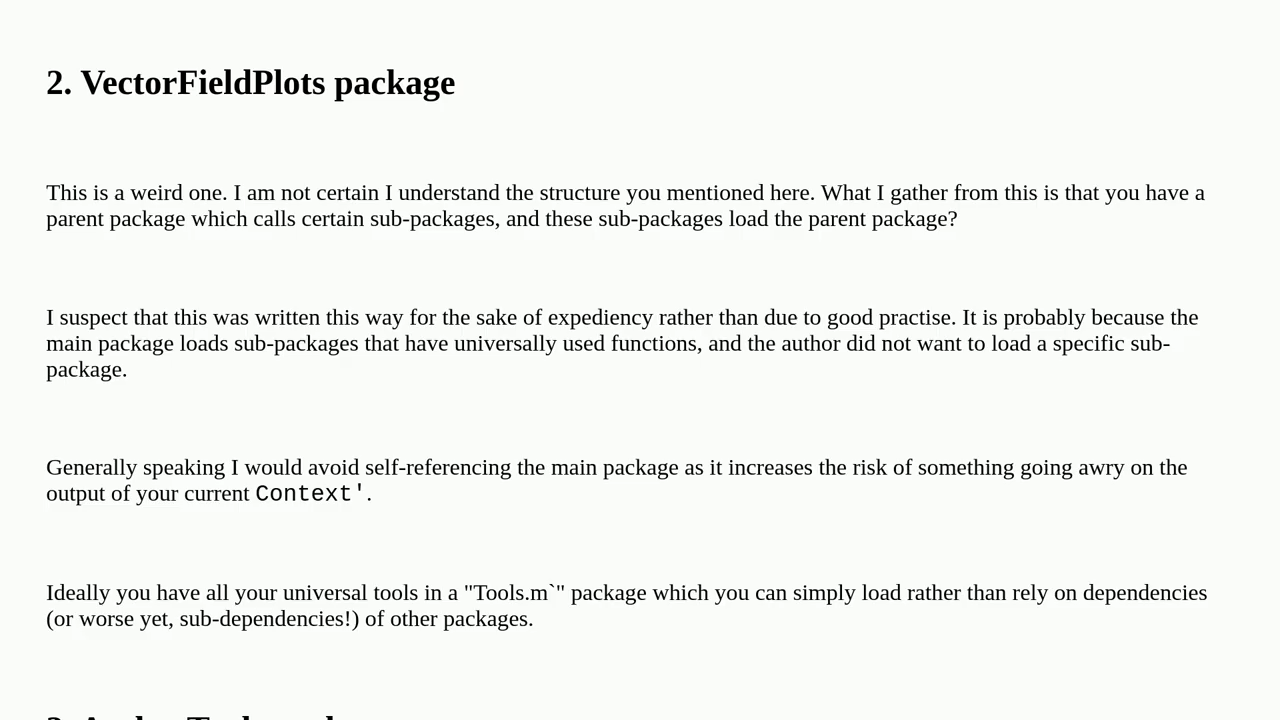 2. VectorFieldPlots package
This is a weird one. I am not certain I understand the structure you mentioned here. What I gather from this is that you have a
parent package which calls certain sub-packages, and these sub-packages load the parent package?
I suspect that this was written this way for the sake of expediency rather than due to good practise. It is probably because the
main package loads sub-packages that have universally used functions, and the author did not want to load a specific sub-
package.
Generally speaking I would avoid self-referencing the main package as it increases the risk of something going awry on the
output of your current Context'.
Ideally you have all your universal tools in a "Tools.m`" package which you can simply load rather than rely on dependencies
(or worse yet, sub-dependencies!) of other packages.